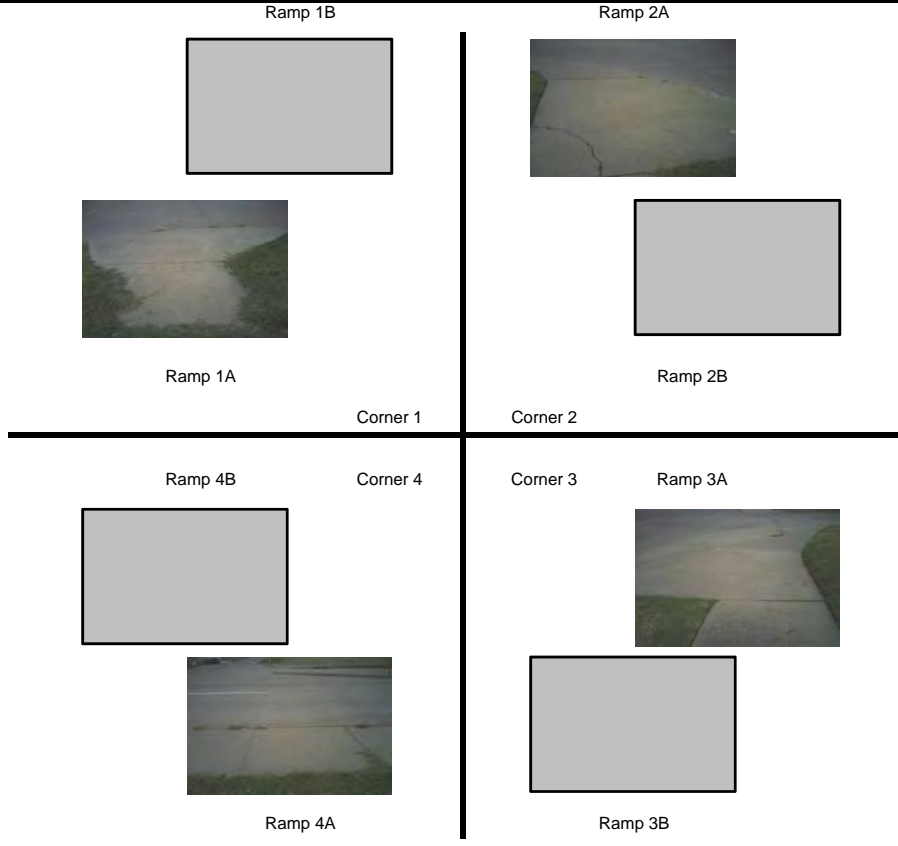 Ramp 1B Ramp 2A
Ramp 1A Ramp 2B
Corner 1 Corner 2
Ramp 4B Corner 4 Corner 3 Ramp 3A
Ramp 4A Ramp 3B